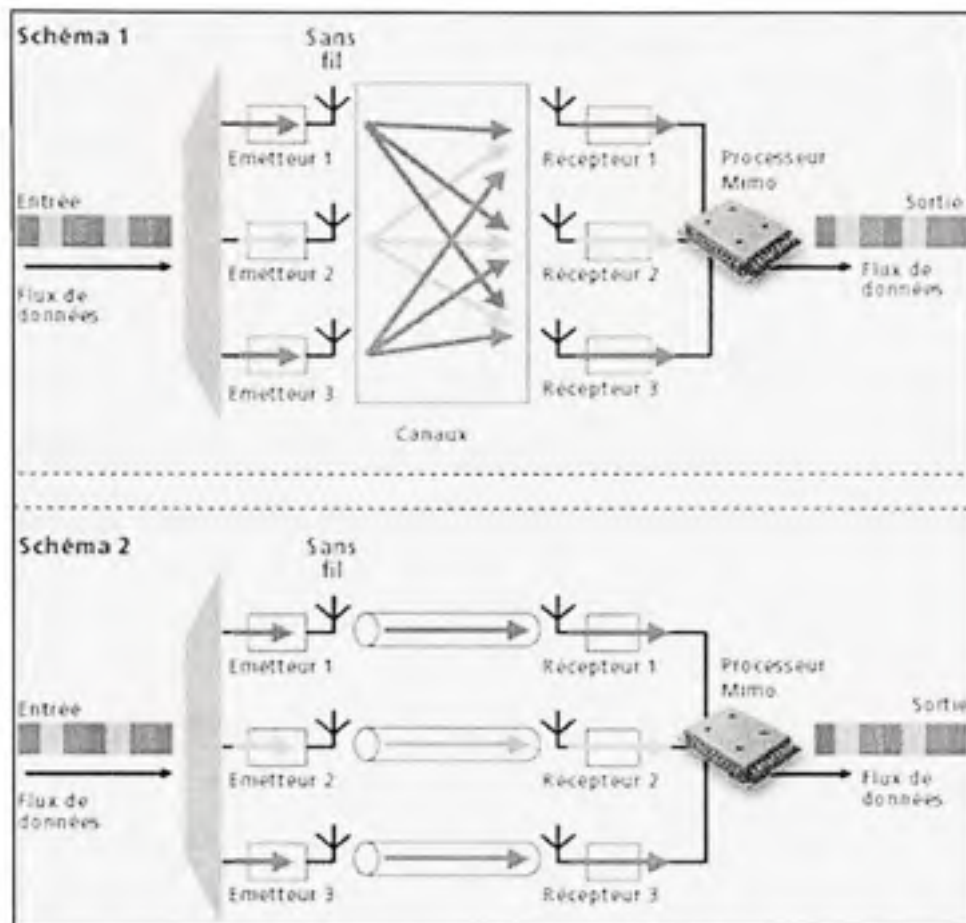 Schéma 1
Sans
fil
Emetteur 1
Récepteur 1
Processeur
Mimo
Entrée
Sortie
Emetteur 2
Récepteur 2
Flux de
données
Flux de
données
Emetteur 3
Récepteur 3
Canaux
Schéma 2
Sans
fil
Emetteur 1
Récepteur 1
Processeur
Mimo
Entrée
Sortie
Emetteur 2
Récepteur 2
Flux de
données
Flux de
données
Emetteur 3
Récepteur 3